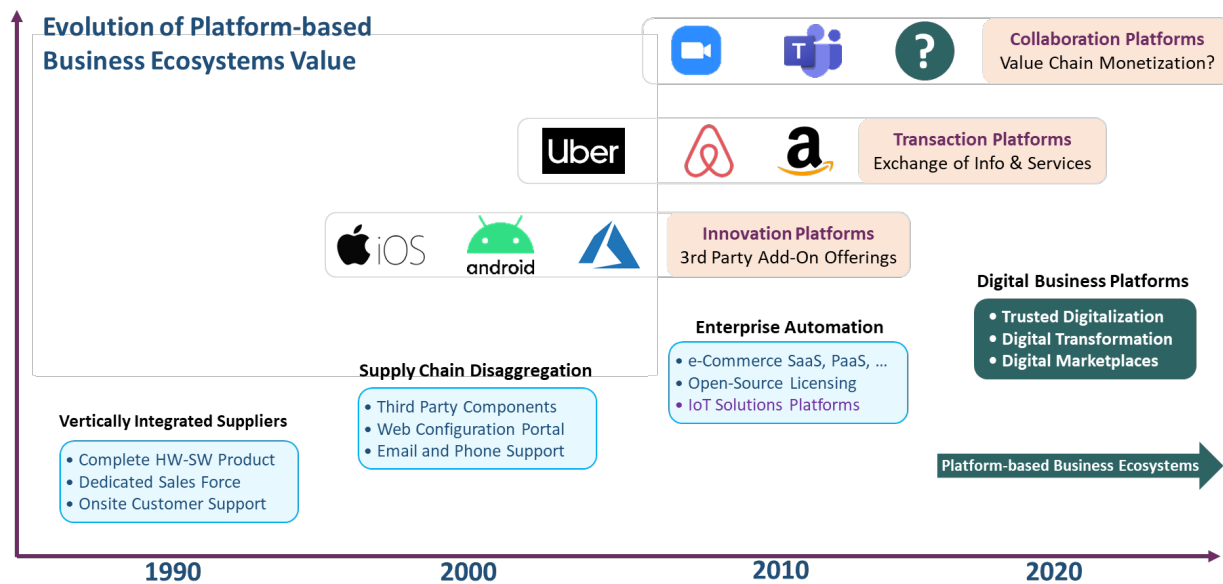 Evolution of Platform-based
Business Ecosystems Value
?
Collaboration Platforms
Value Chain Monetization?
T
Uber
a
Transaction Platforms
Exchange of Info & Services
iOS
android
Innovation Platforms
3rd Party Add-On Offerings
Digital Business Platforms
• Trusted Digitalization
• Digital Transformation
• Digital Marketplaces
Enterprise Automation
• e-Commerce SaaS, PaaS, ...
• Open-Source Licensing
• IoT Solutions Platforms
Supply Chain Disaggregation
• Third Party Components
• Web Configuration Portal
• Email and Phone Support
Vertically Integrated Suppliers
• Complete HW-SW Product
• Dedicated Sales Force
• Onsite Customer Support
Platform-based Business Ecosystems
1990
2000
2010
2020